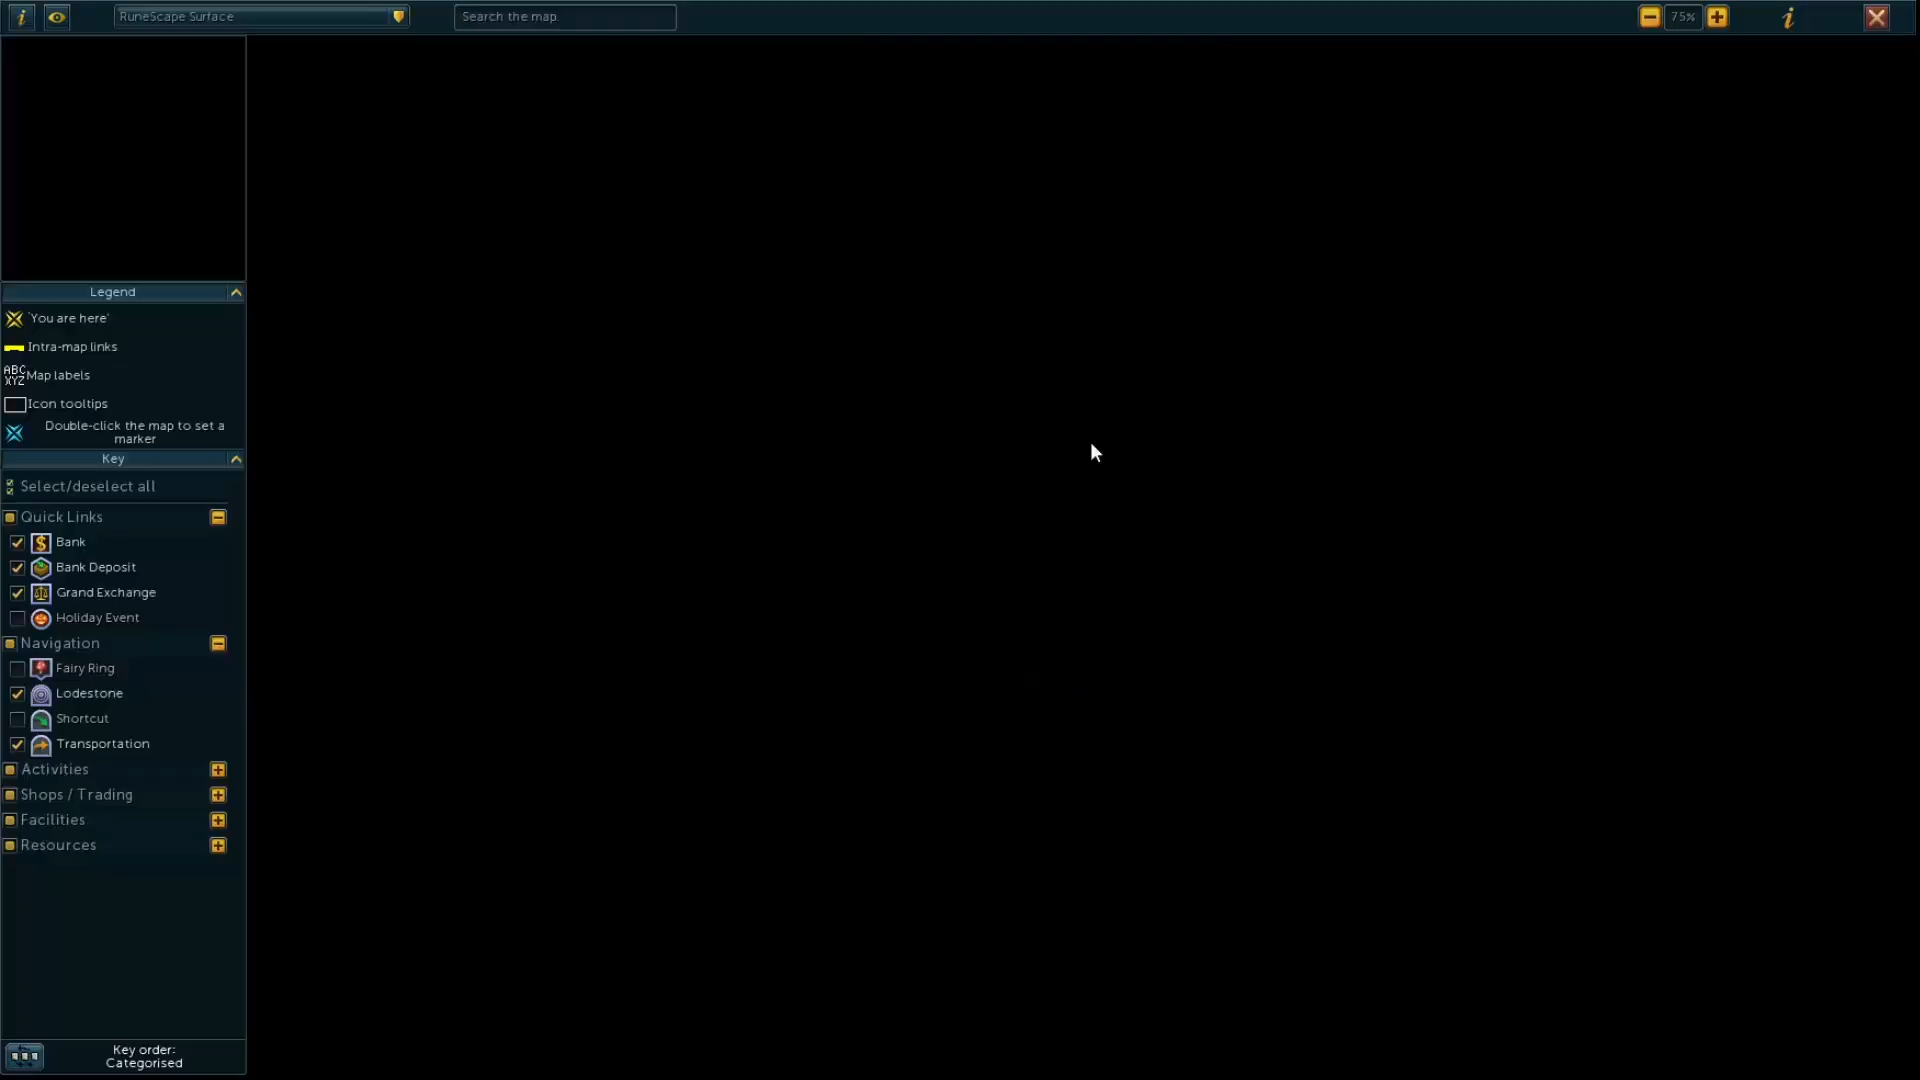 RuneScape Surface
Search the map
75%
Legend
'You are here'
Intra-map links
ABC
XYZ
Map labels
Icon tooltips
Double-click the map to set a
marker
Key
Select/deselect all
Quick Links
Bank
Bank Deposit
Grand Exchange
Holiday Event
Navigation
Fairy Ring
Lodestone
Shortcut
Transportation
Activities
Shops / Trading
Facilities
Resources
Key order:
Categorised